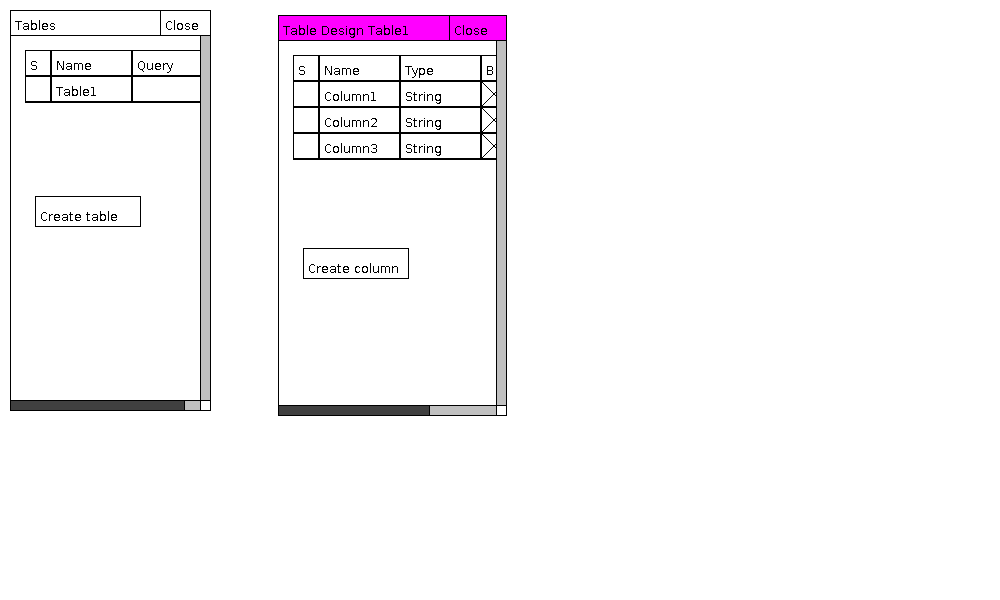 Tables Close
S Name Query
Table1
Create table
Table Design Table1 Close
S Name Type B
Column1 String
Column2 String
Column3 String
Create column